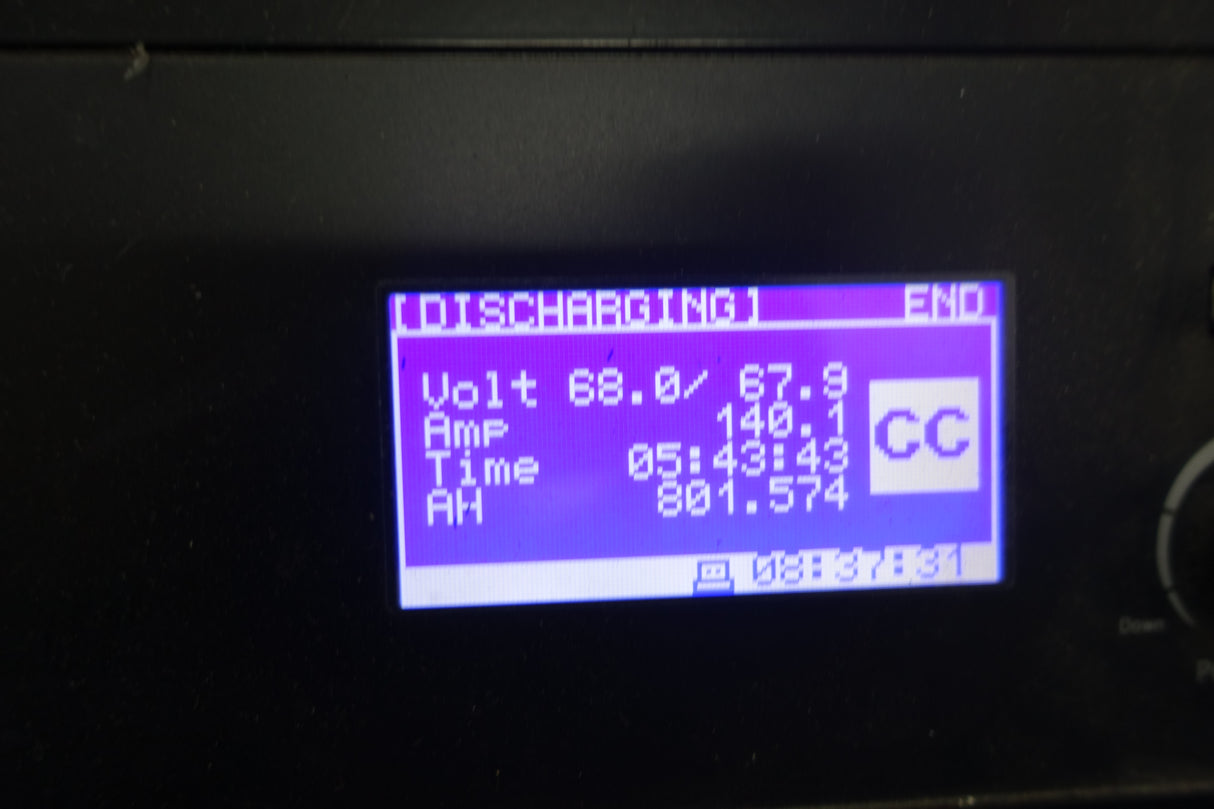 [DISCHARGING] END
Volt 68.0/ 67.9
Amp 140.1
Time 05:43:43
AH 801.574
CC
08:37:31
Down